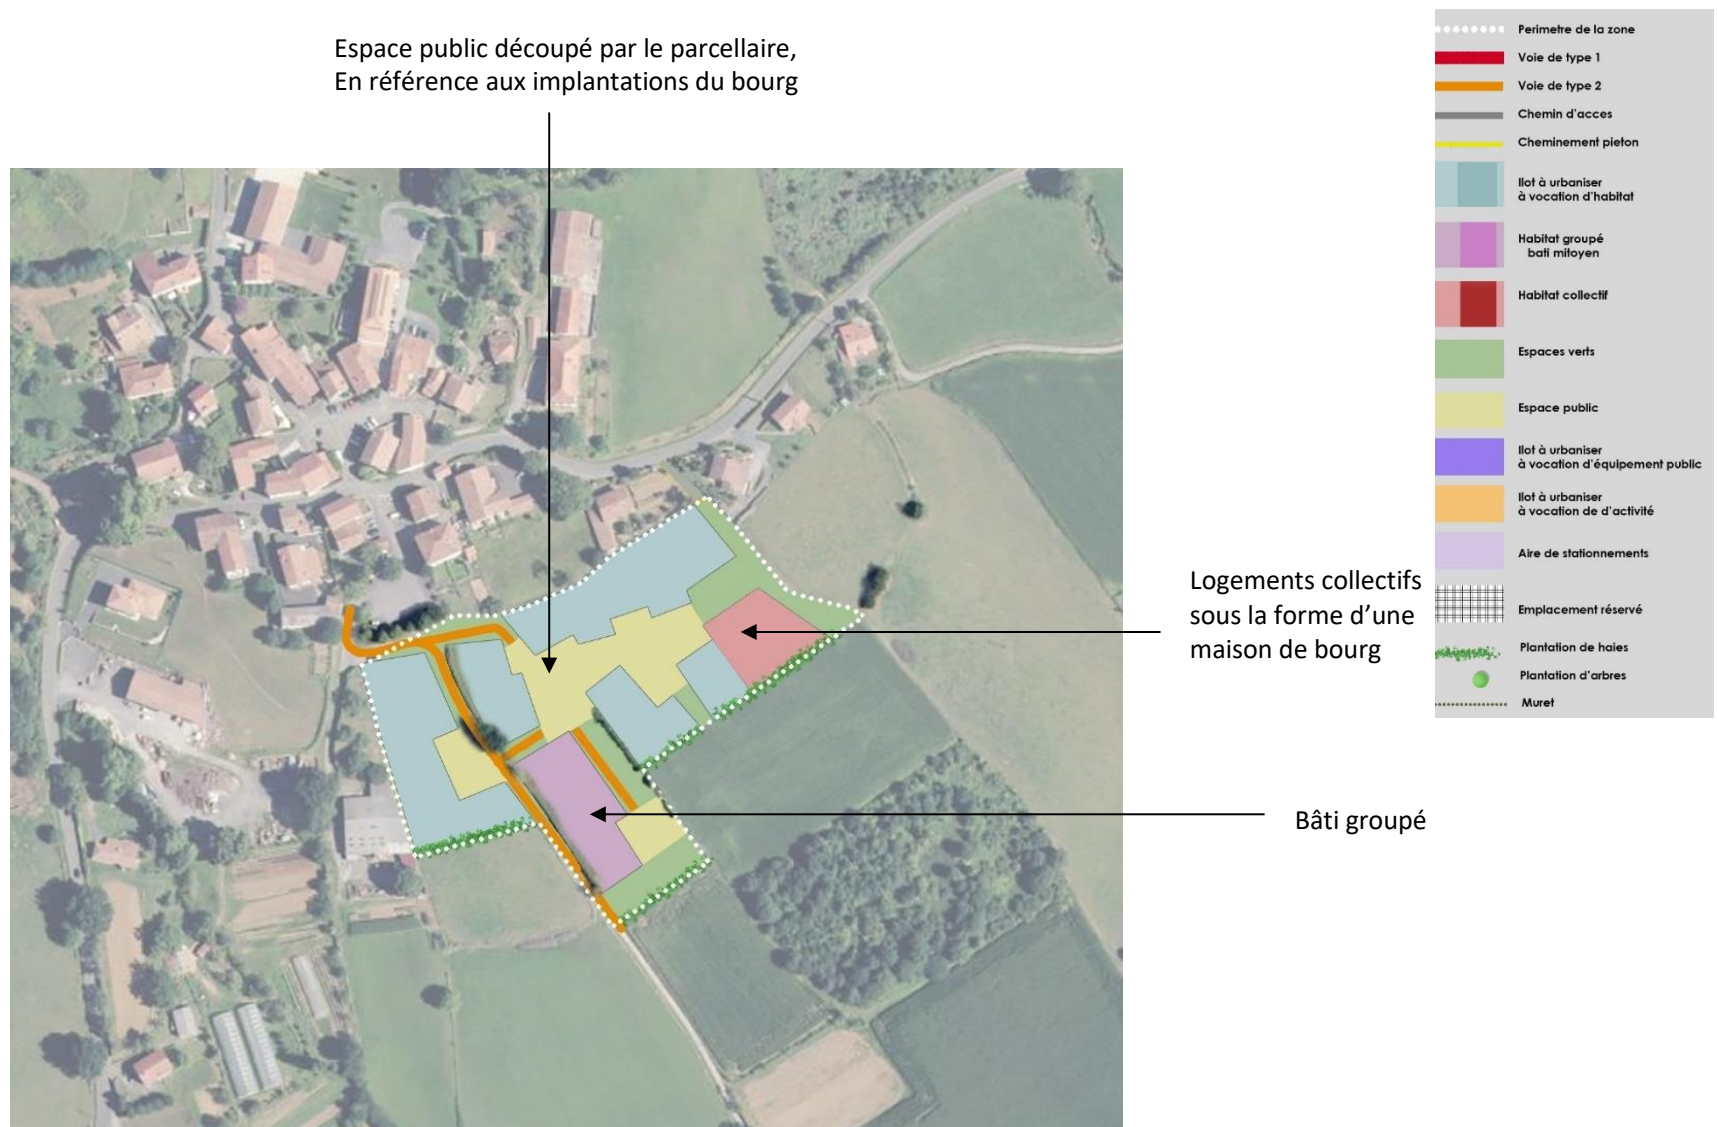 Espace public découpé par le parcellaire,
En référence aux implantations du bourg
Perimetre de la zone
Voie de type 1
Voie de type 2
Chemin d'acces
Cheminement pieton
Ilot à urbaniser
à vocation d'habitat
Habitat groupé
bati mitoyen
Habitat collectif
Espaces verts
Espace public
Ilot à urbaniser
à vocation d'équipement public
Ilot à urbaniser
à vocation de d'activité
Aire de stationnements
Emplacement réservé
Plantation de haies
Plantation d'arbres
Muret
Logements collectifs
sous la forme d'une
maison de bourg
Bâti groupé